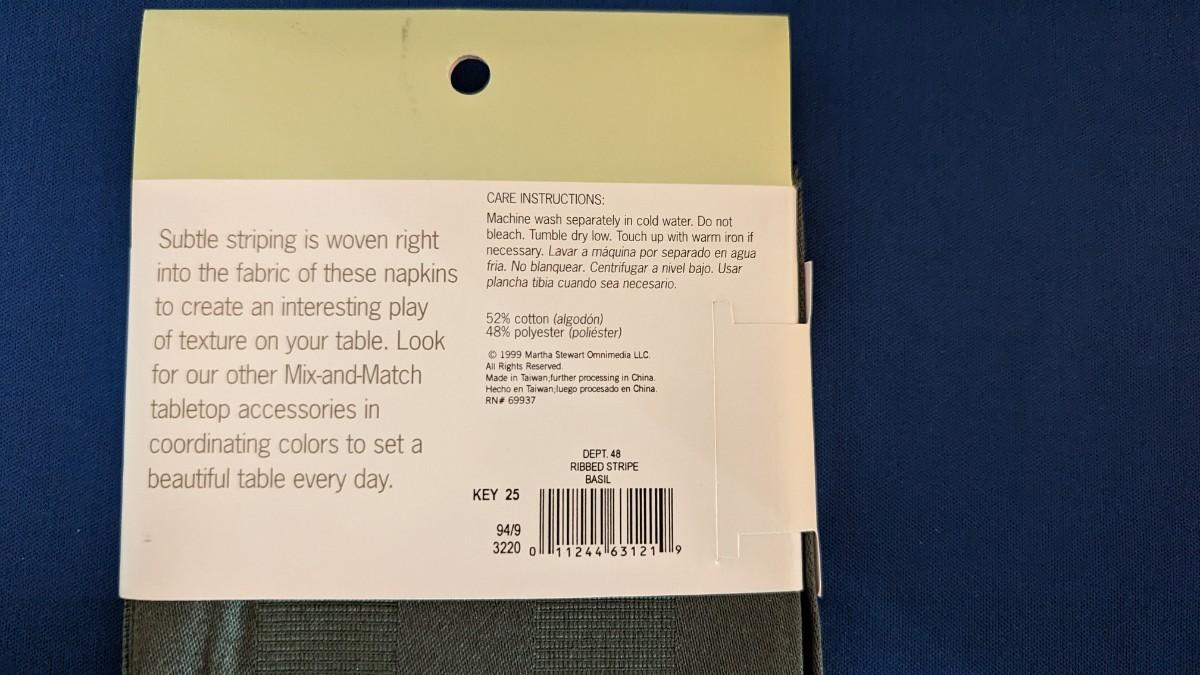 Subtle striping is woven right
into the fabric of these napkins
to create an interesting play
of texture on your table. Look
for our other Mix-and-Match
tabletop accessories in
coordinating colors to set a
beautiful table every day.
CARE INSTRUCTIONS:
Machine wash separately in cold water. Do not
bleach. Tumble dry low. Touch up with warm iron if
necessary. Lavar a máquina por separado en agua
fria. No blanquear. Centrifugar a nivel bajo. Usar
plancha tibia cuando sea necesario.
52% cotton (algodón)
48% polyester (poliéster)
© 1999 Martha Stewart Omnimedia LLC.
All Rights Reserved.
Made in Taiwan;further processing in China.
Hecho en Taiwan;luego procesado en China.
RN# 69937
DEPT. 48
RIBBED STRIPE
BASIL
KEY 25
94/9
3220
0 11244 63121 9